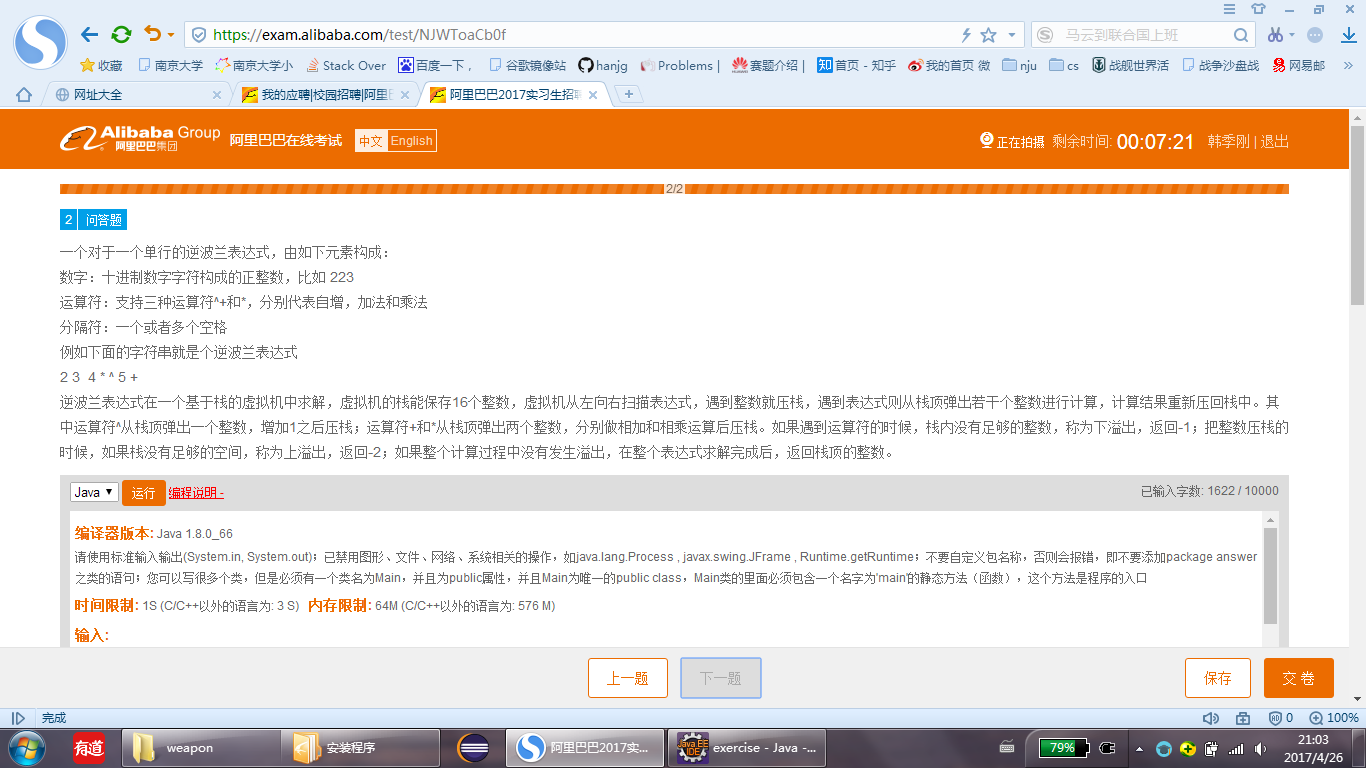 https://exam.alibaba.com/test/NJWToaCb0f
马云到联合国上班
收藏 南京大学 南京大学小 Stack Over 百度一下， 谷歌镜像站 hanjg Problems | 赛题介绍 | 首页 - 知乎 我的首页 微 nju cs 战舰世界活 战争沙盘战 网易邮 »
网址大全 我的应聘|校园招聘|阿里巴 阿里巴巴2017实习生招聘
Alibaba Group 阿里巴巴集团 阿里巴巴在线考试 中文 English 正在拍摄 剩余时间: 00:07:21 韩季刚 | 退出
2/2
2 问答题
一个对于一个单行的逆波兰表达式，由如下元素构成：
数字：十进制数字字符构成的正整数，比如 223
运算符：支持三种运算符^+和*，分别代表自增，加法和乘法
分隔符：一个或者多个空格
例如下面的字符串就是个逆波兰表达式
2 3  4 * ^ 5 +
逆波兰表达式在一个基于栈的虚拟机中求解，虚拟机的栈能保存16个整数，虚拟机从左向右扫描表达式，遇到整数就压栈，遇到表达式则从栈顶弹出若干个整数进行计算，计算结果重新压回栈中。其
中运算符^从栈顶弹出一个整数，增加1之后压栈；运算符+和*从栈顶弹出两个整数，分别做相加和相乘运算后压栈。如果遇到运算符的时候，栈内没有足够的整数，称为下溢出，返回-1；把整数压栈的
时候，如果栈没有足够的空间，称为上溢出，返回-2；如果整个计算过程中没有发生溢出，在整个表达式求解完成后，返回栈顶的整数。
Java 运行 编程说明 - 已输入字数: 1622 / 10000
编译器版本: Java 1.8.0_66
请使用标准输入输出(System.in, System.out)；已禁用图形、文件、网络、系统相关的操作，如java.lang.Process , javax.swing.JFrame , Runtime.getRuntime；不要自定义包名称，否则会报错，即不要添加package answer
之类的语句；您可以写很多个类，但是必须有一个类名为Main，并且为public属性，并且Main为唯一的public class，Main类的里面必须包含一个名字为'main'的静态方法（函数），这个方法是程序的入口
时间限制: 1S (C/C++以外的语言为: 3 S) 内存限制: 64M (C/C++以外的语言为: 576 M)
输入:
上一题 下一题 保存 交 卷
完成 0 100%
有道 weapon 安装程序 阿里巴巴2017实... Java EE IDE exercise - Java -... 79% 21:03
2017/4/26